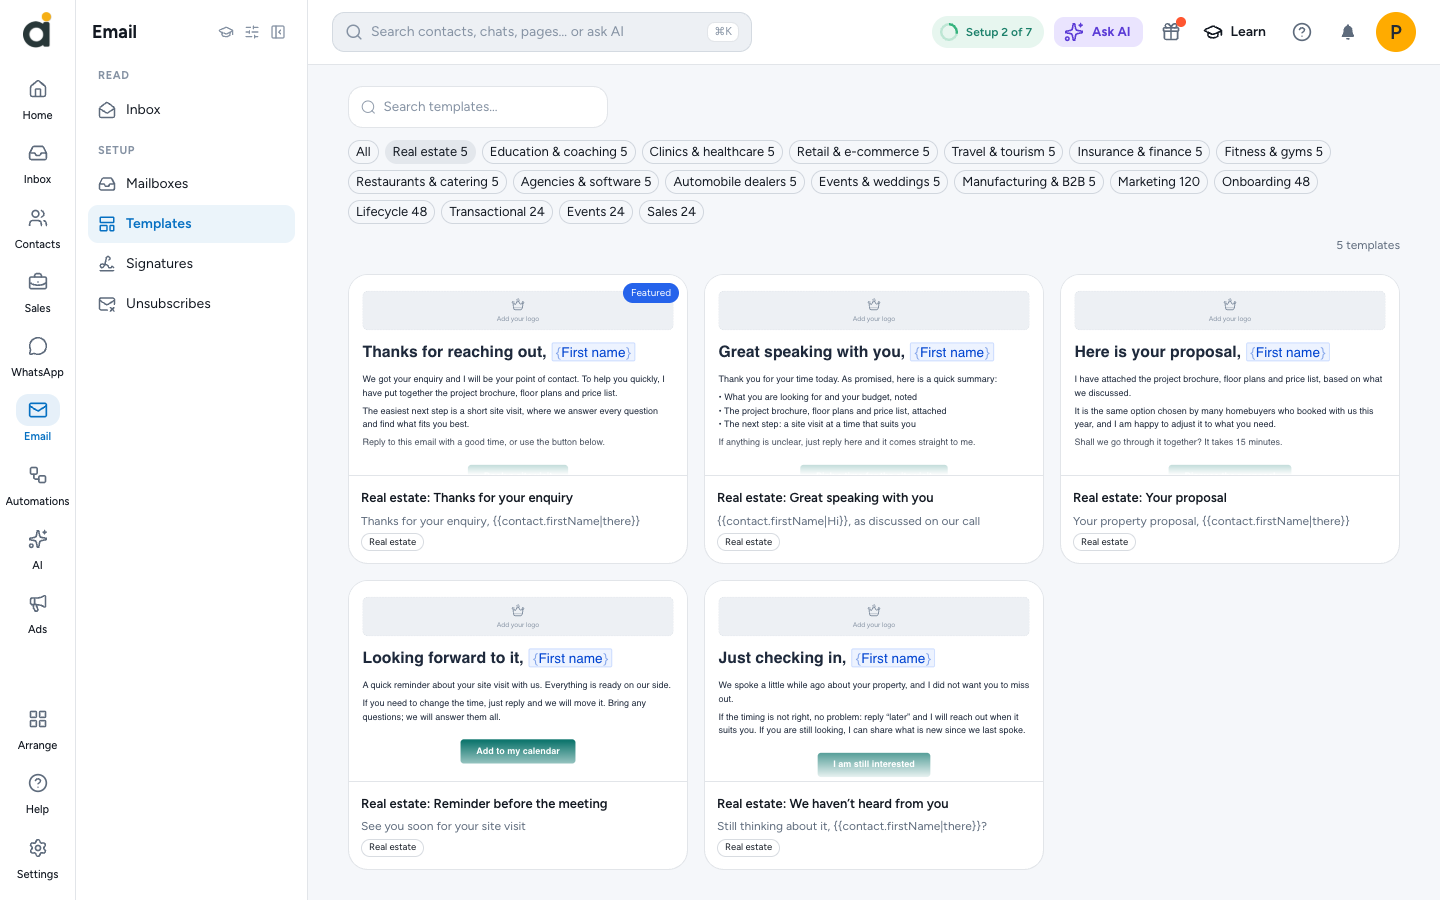 Email
Search contacts, chats, pages... or ask AI
⌘K
Setup 2 of 7
Ask AI
Learn
P
Home
Inbox
Contacts
Sales
WhatsApp
Email
Automations
AI
Ads
Arrange
Help
Settings
READ
Inbox
SETUP
Mailboxes
Templates
Signatures
Unsubscribes
Search templates...
All
Real estate 5
Education & coaching 5
Clinics & healthcare 5
Retail & e-commerce 5
Travel & tourism 5
Insurance & finance 5
Fitness & gyms 5
Restaurants & catering 5
Agencies & software 5
Automobile dealers 5
Events & weddings 5
Manufacturing & B2B 5
Marketing 120
Onboarding 48
Lifecycle 48
Transactional 24
Events 24
Sales 24
5 templates
Featured
Add your logo
Thanks for reaching out, {First name}
We got your enquiry and I will be your point of contact. To help you quickly, I
have put together the project brochure, floor plans and price list.
The easiest next step is a short site visit, where we answer every question
and find what fits you best.
Reply to this email with a good time, or use the button below.
Real estate: Thanks for your enquiry
Thanks for your enquiry, {{contact.firstName|there}}
Real estate
Add your logo
Great speaking with you, {First name}
Thank you for your time today. As promised, here is a quick summary:
• What you are looking for and your budget, noted
• The project brochure, floor plans and price list, attached
• The next step: a site visit at a time that suits you
If anything is unclear, just reply here and it comes straight to me.
Real estate: Great speaking with you
{{contact.firstName|Hi}}, as discussed on our call
Real estate
Add your logo
Here is your proposal, {First name}
I have attached the project brochure, floor plans and price list, based on what
we discussed.
It is the same option chosen by many homebuyers who booked with us this
year, and I am happy to adjust it to what you need.
Shall we go through it together? It takes 15 minutes.
Real estate: Your proposal
Your property proposal, {{contact.firstName|there}}
Real estate
Add your logo
Looking forward to it, {First name}
A quick reminder about your site visit with us. Everything is ready on our side.
If you need to change the time, just reply and we will move it. Bring any
questions; we will answer them all.
Add to my calendar
Real estate: Reminder before the meeting
See you soon for your site visit
Real estate
Add your logo
Just checking in, {First name}
We spoke a little while ago about your property, and I did not want you to miss
out.
If the timing is not right, no problem: reply “later” and I will reach out when it
suits you. If you are still looking, I can share what is new since we last spoke.
I am still interested
Real estate: We haven’t heard from you
Still thinking about it, {{contact.firstName|there}}?
Real estate